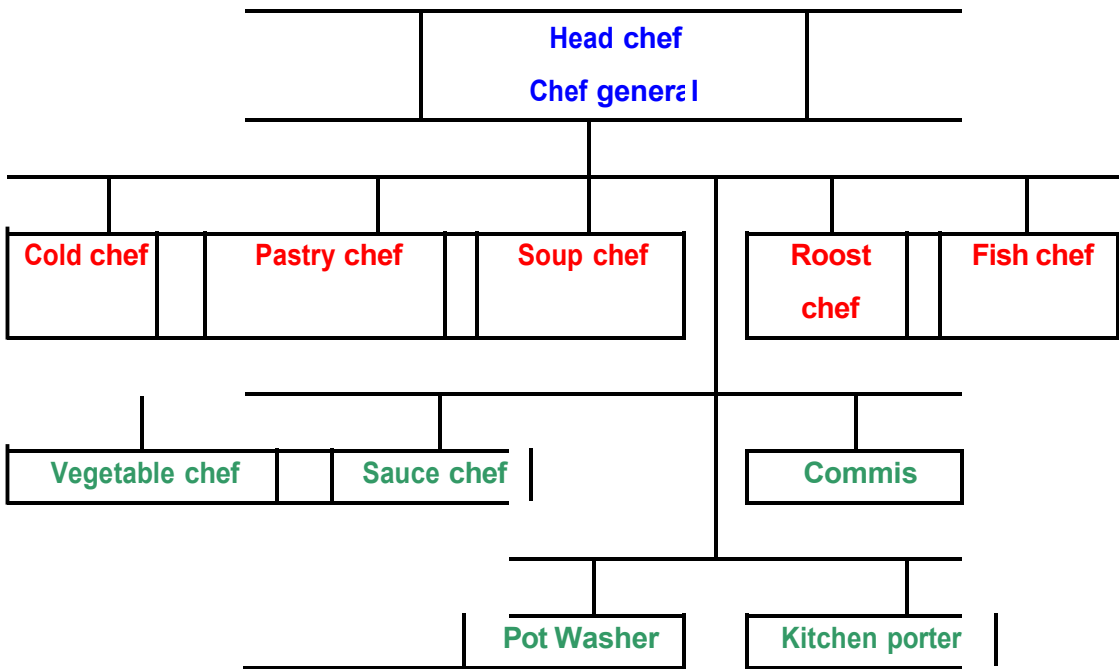 Head chef
Chef general
Cold chef
Pastry chef
Soup chef
Roost
chef
Fish chef
Vegetable chef
Sauce chef
Commis
Pot Washer
Kitchen porter